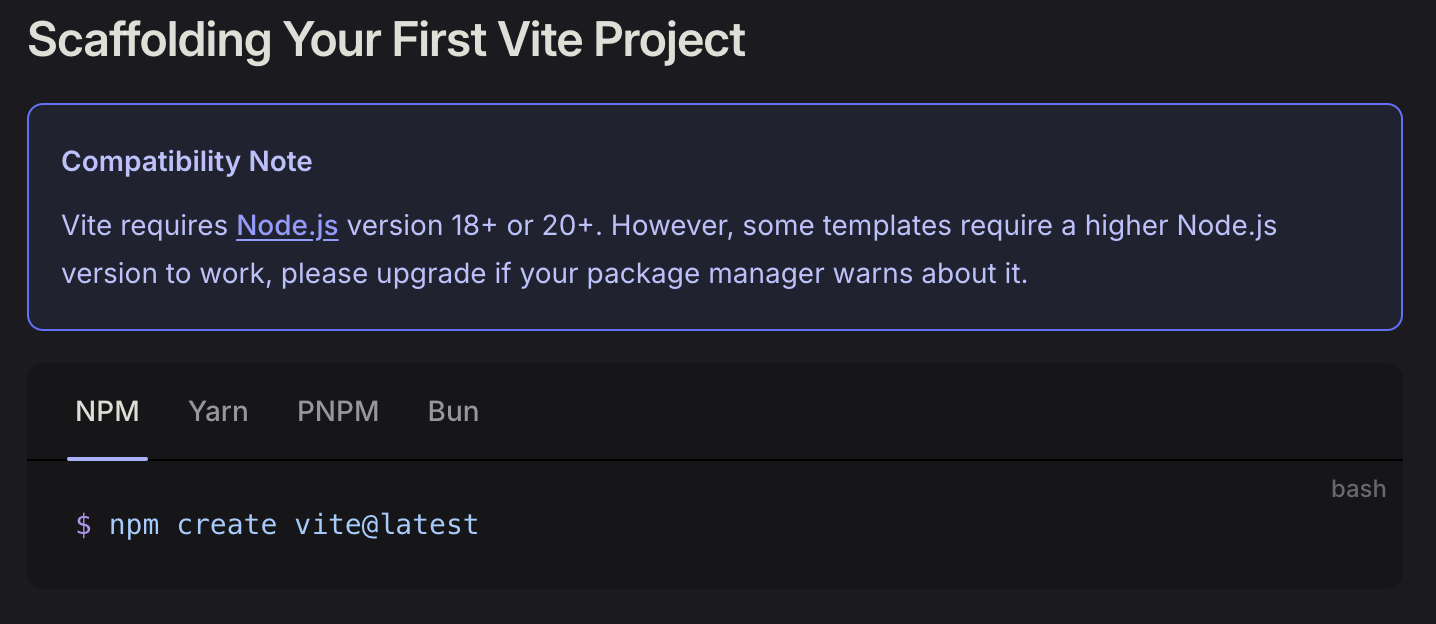 Scaffolding Your First Vite Project
Compatibility Note
Vite requires Node.js version 18+ or 20+. However, some templates require a higher Node.js
version to work, please upgrade if your package manager warns about it.
NPM Yarn PNPM Bun
bash
$ npm create vite@latest